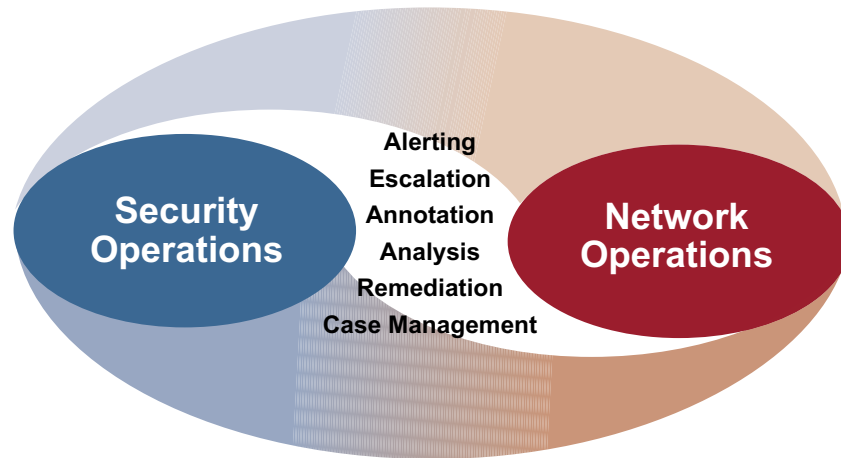 Security
Operations
Alerting
Escalation
Annotation
Analysis
Remediation
Case Management
Network
Operations